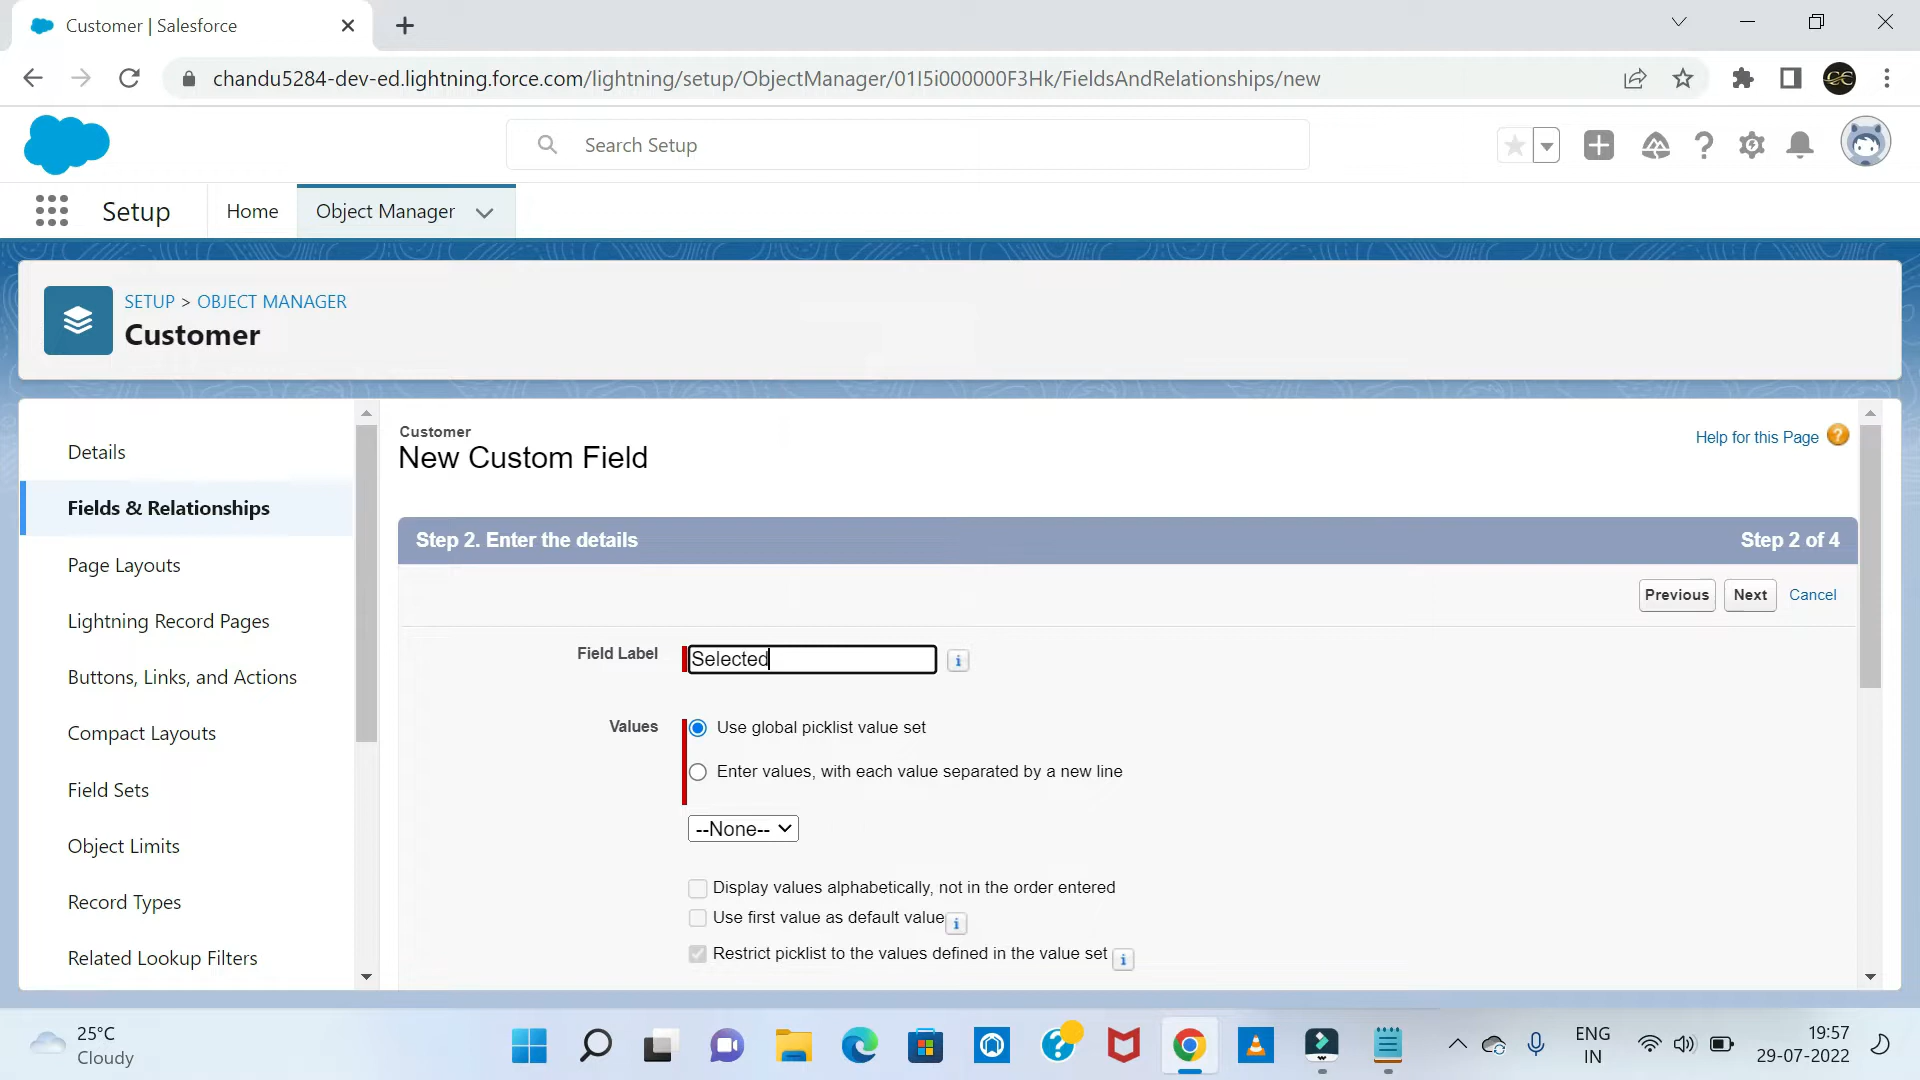 Customer | Salesforce
chandu5284-dev-ed.lightning.force.com/lightning/setup/ObjectManager/01I5i000000F3Hk/FieldsAndRelationships/new
Search Setup
Setup
Home
Object Manager
SETUP > OBJECT MANAGER
Customer
Details
Fields & Relationships
Page Layouts
Lightning Record Pages
Buttons, Links, and Actions
Compact Layouts
Field Sets
Object Limits
Record Types
Related Lookup Filters
Customer
New Custom Field
Help for this Page
Step 2. Enter the details
Step 2 of 4
Previous
Next
Cancel
Field Label
Selected
Values
Use global picklist value set
Enter values, with each value separated by a new line
--None--
Display values alphabetically, not in the order entered
Use first value as default value
Restrict picklist to the values defined in the value set
25°C
Cloudy
ENG
IN
19:57
29-07-2022